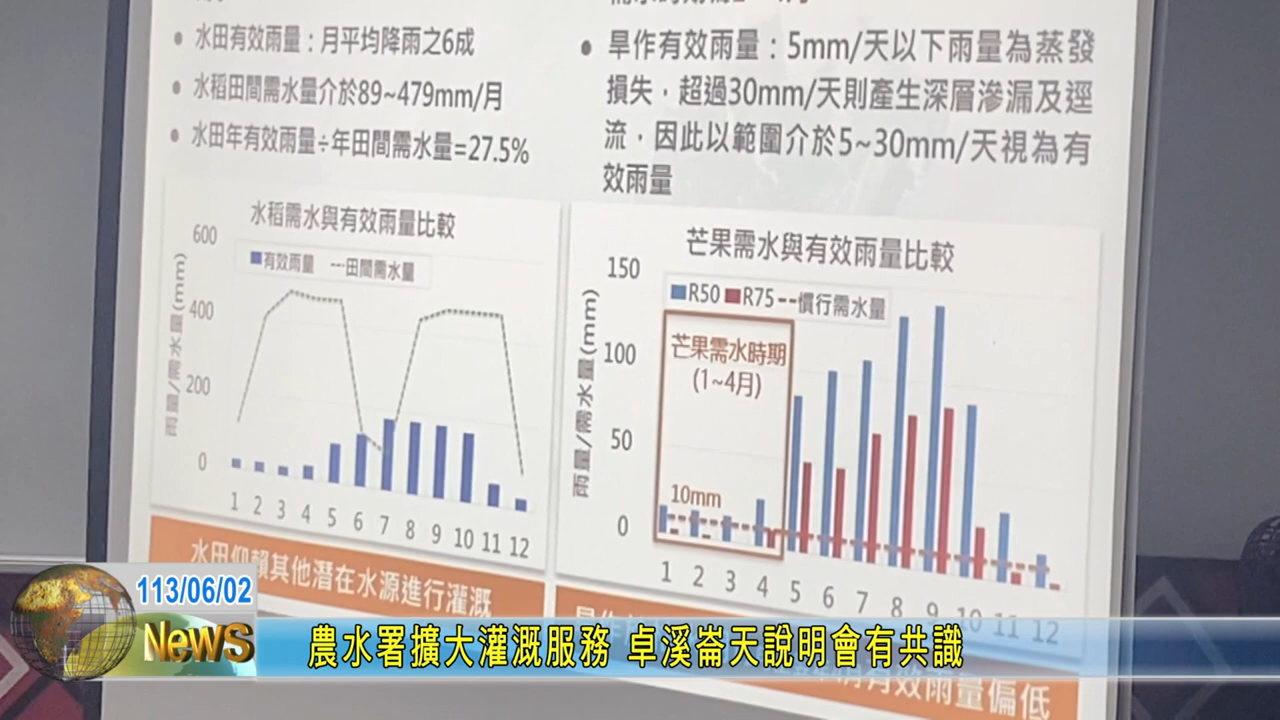 水田有效雨量：月平均降雨之6成
水稻田間需水量介於89~479mm/月
水田年有效雨量÷年田間需水量=27.5%
旱作有效雨量：5mm/天以下雨量為蒸發
損失，超過30mm/天則產生深層滲漏及逕
流，因此以範圍介於5~30mm/天視為有
效雨量
水稻需水與有效雨量比較
有效雨量 田間需水量
雨量/需水量(mm)
600
400
200
0
1 2 3 4 5 6 7 8 9 10 11 12
水田仰賴其他潛在水源進行灌溉
芒果需水與有效雨量比較
R50 R75 慣行需水量
芒果需水時期
(1~4月)
10mm
雨量/需水量(mm)
150
100
50
0
1 2 3 4 5 6 7 8 9 10 11 12
有效雨量偏低
113/06/02
NewS
農水署擴大灌溉服務 卓溪崙天說明會有共識